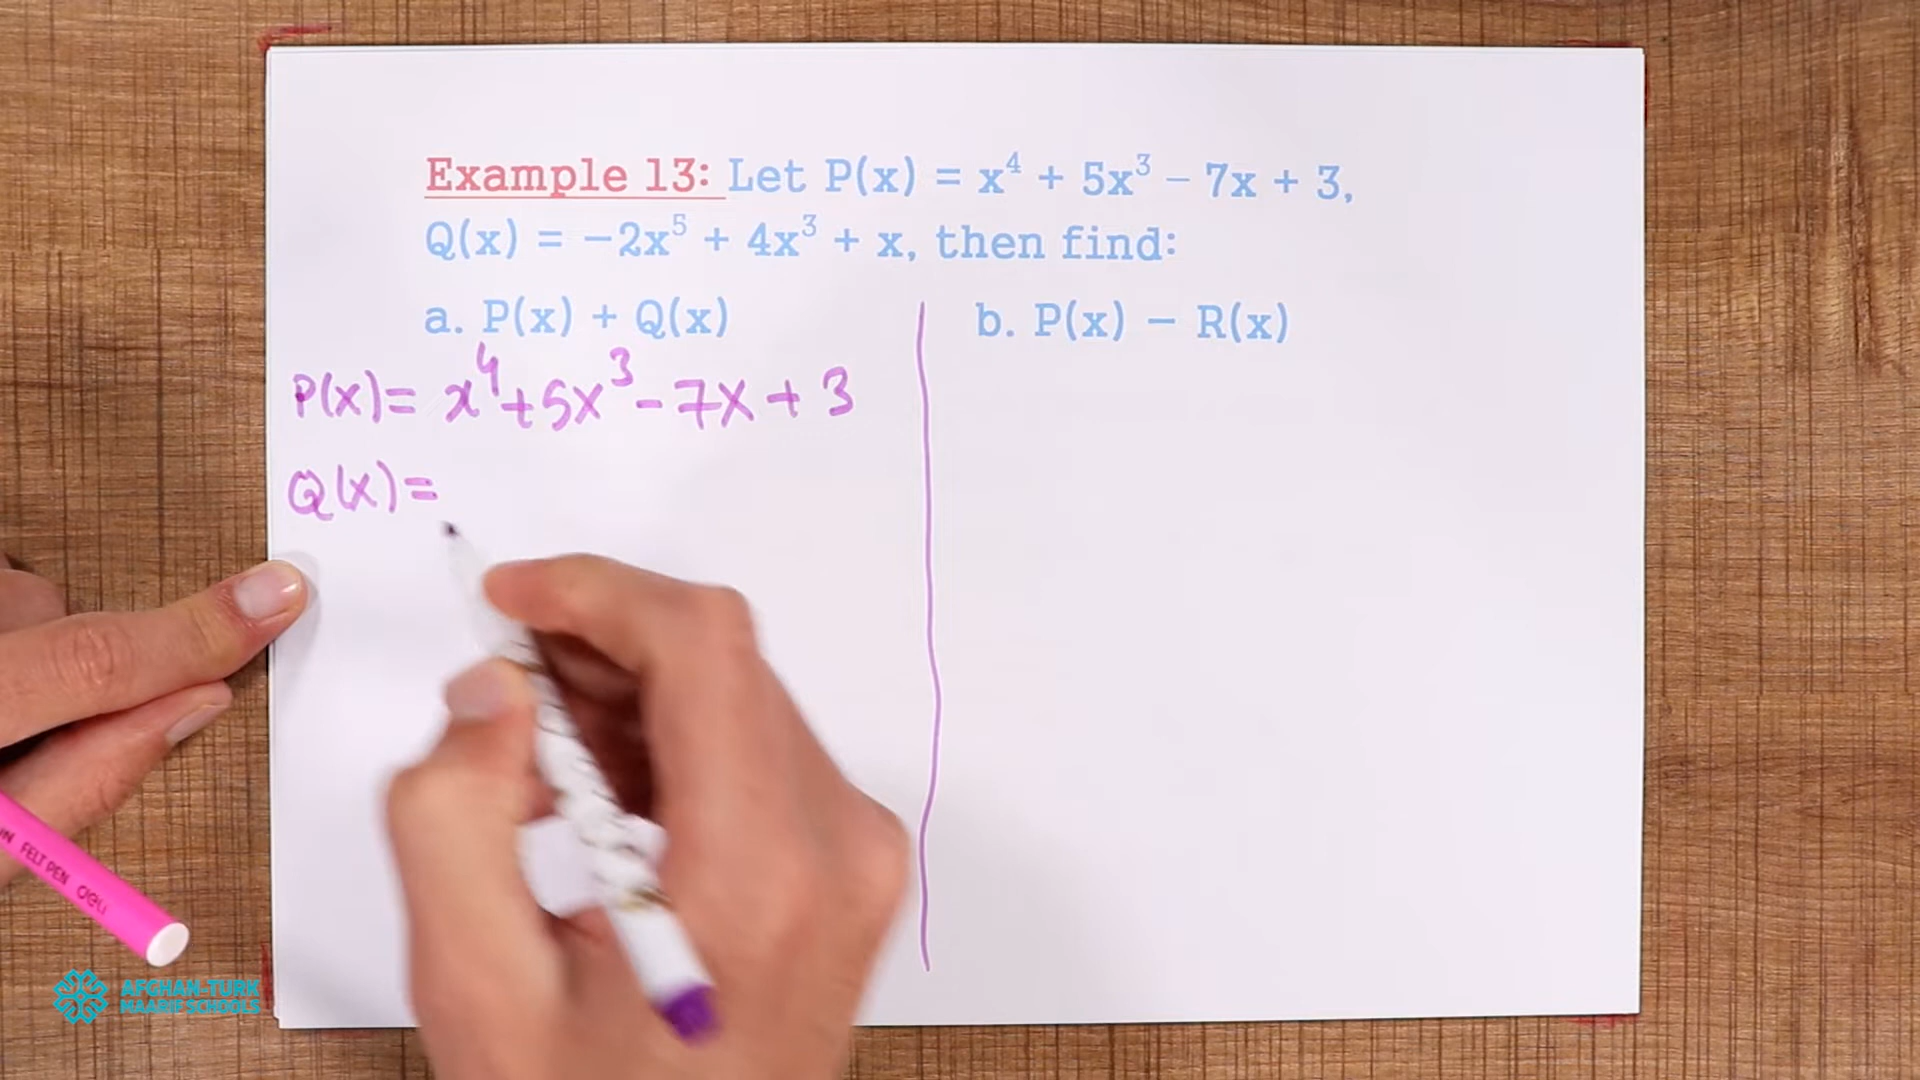 Example 13: Let P(x) = x⁴ + 5x³ − 7x + 3,
Q(x) = −2x⁵ + 4x³ + x, then find:
a. P(x) + Q(x)
b. P(x) − R(x)
P(x) = x⁴ + 5x³ - 7x + 3
Q(x) =
IN FELT PEN deli
AFGHAN-TURK
MAARIF SCHOOLS